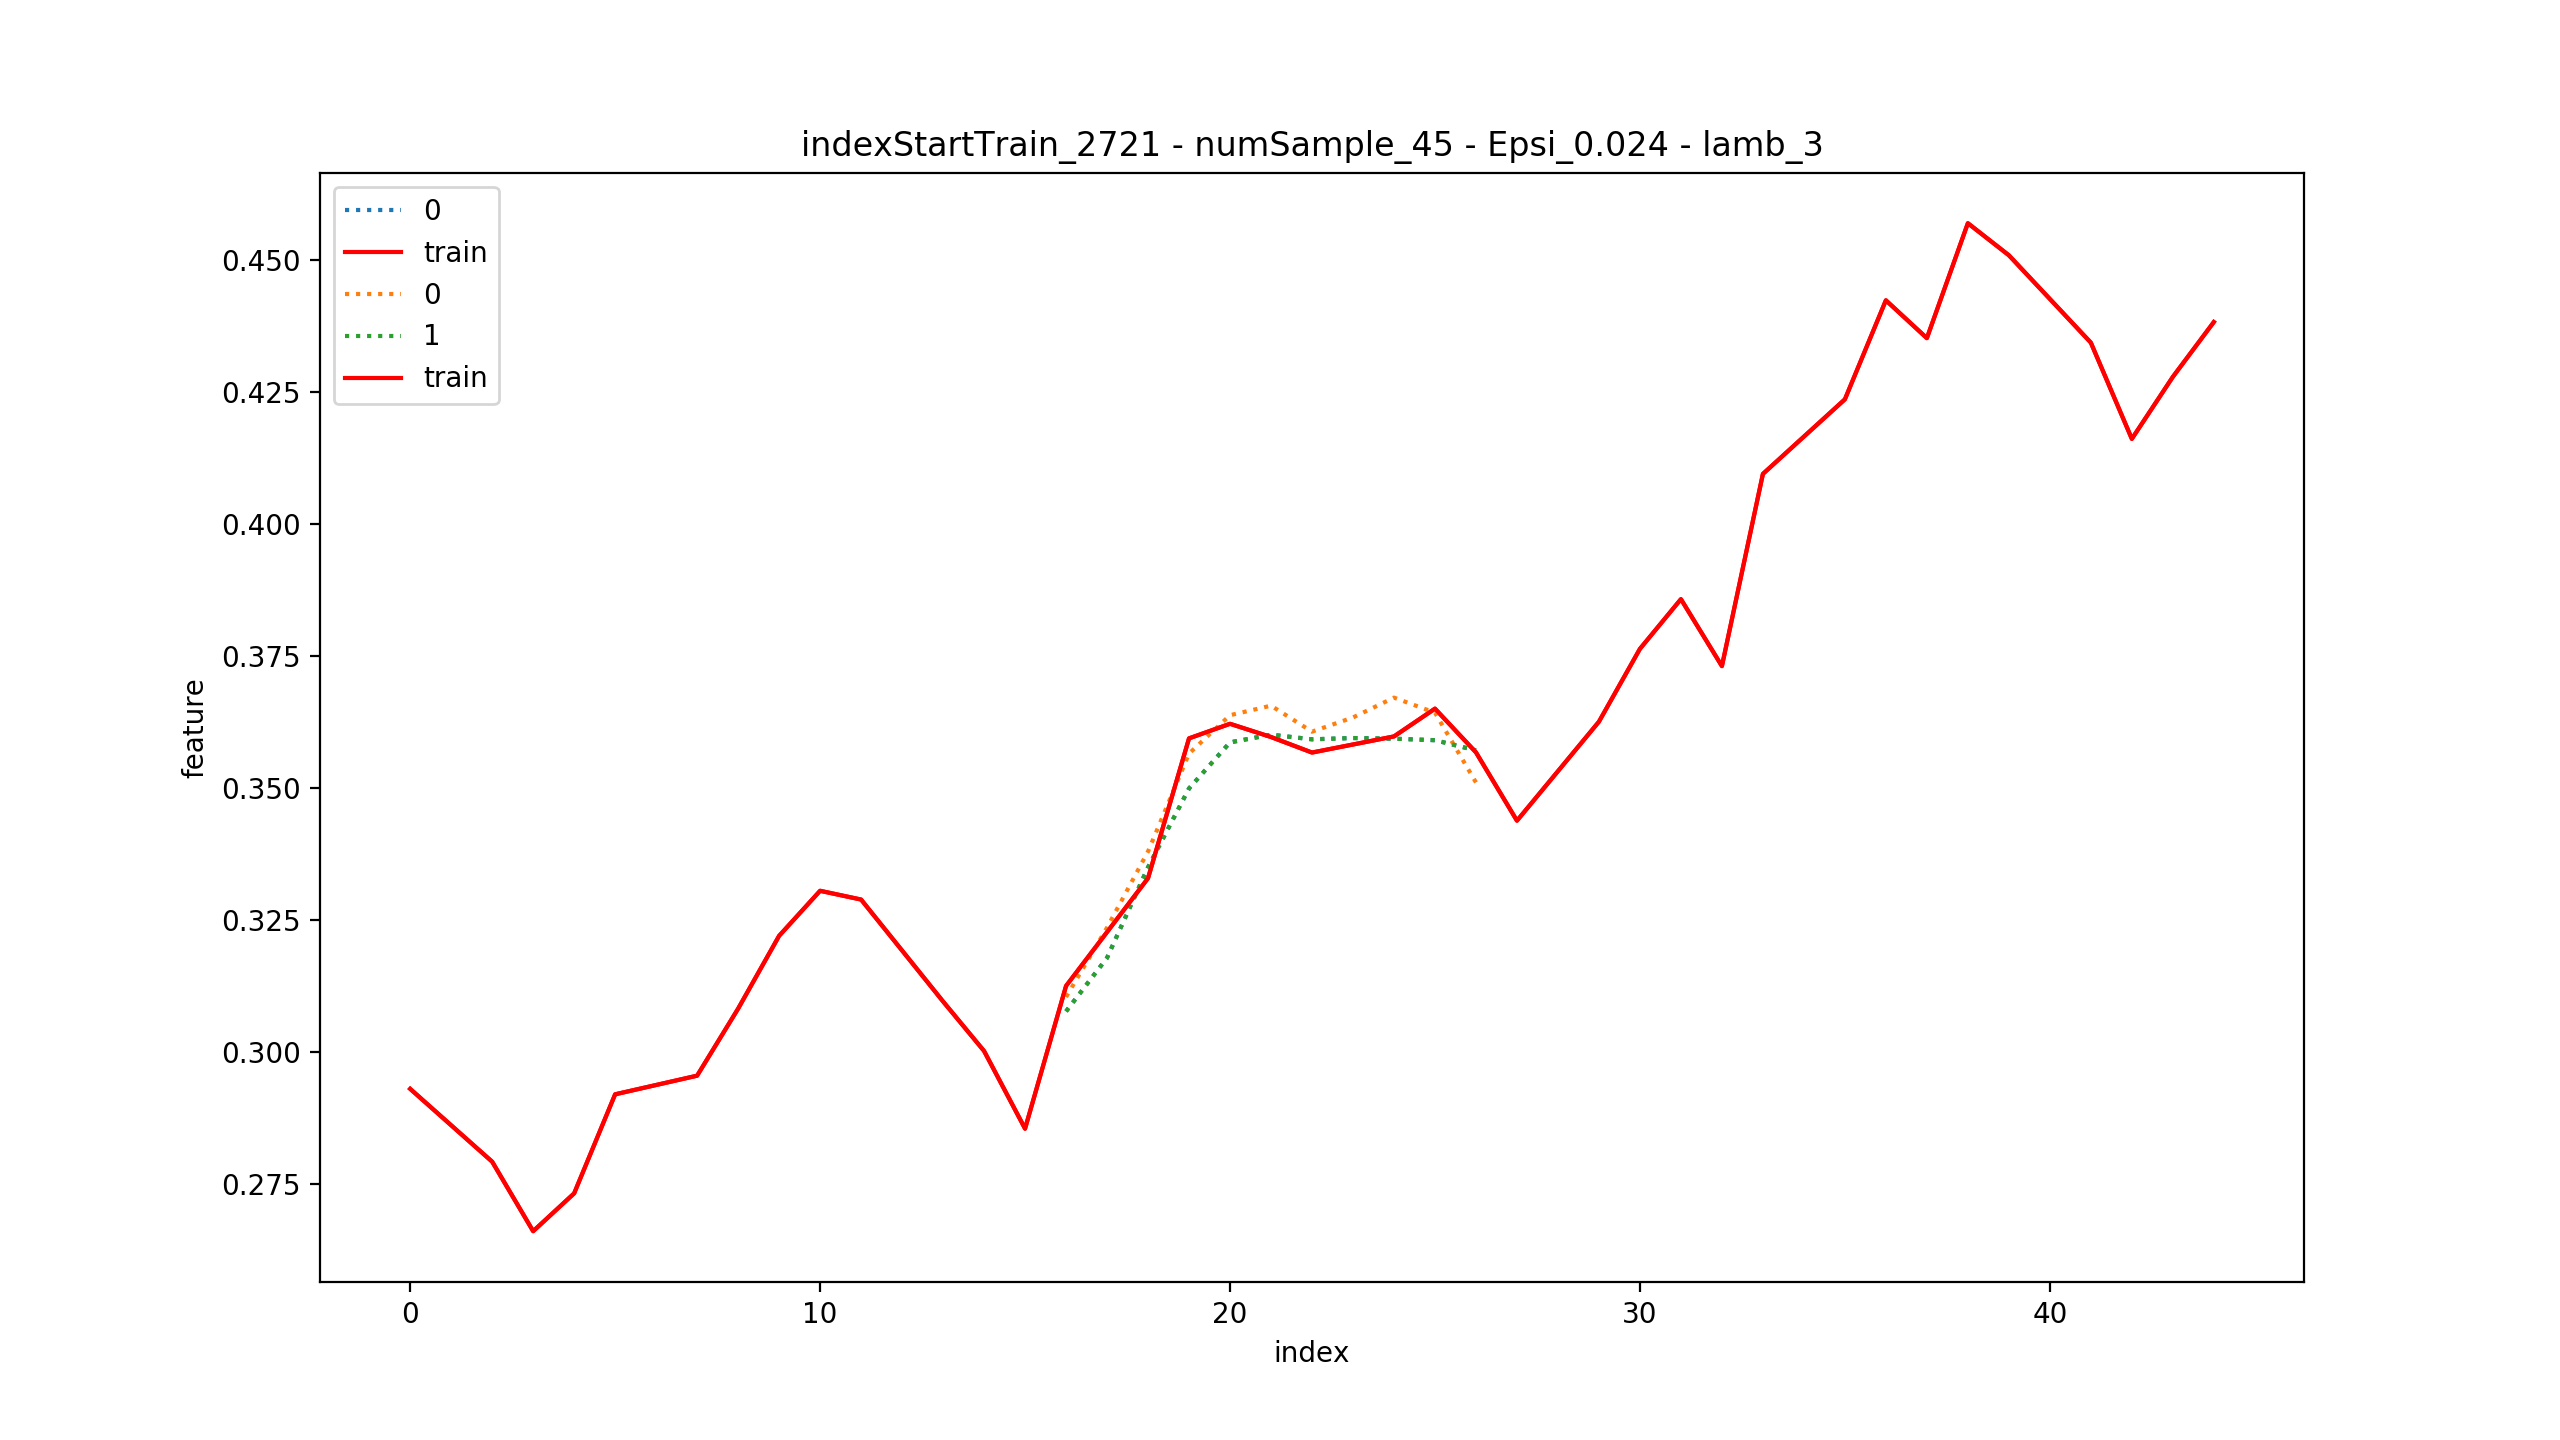 indexStartTrain_2721 - numSample_45 - Epsi_0.024 - lamb_3
0
train
0
1
train
0.450
0.425
0.400
0.375
0.350
0.325
0.300
0.275
feature
0 10 20 30 40
index